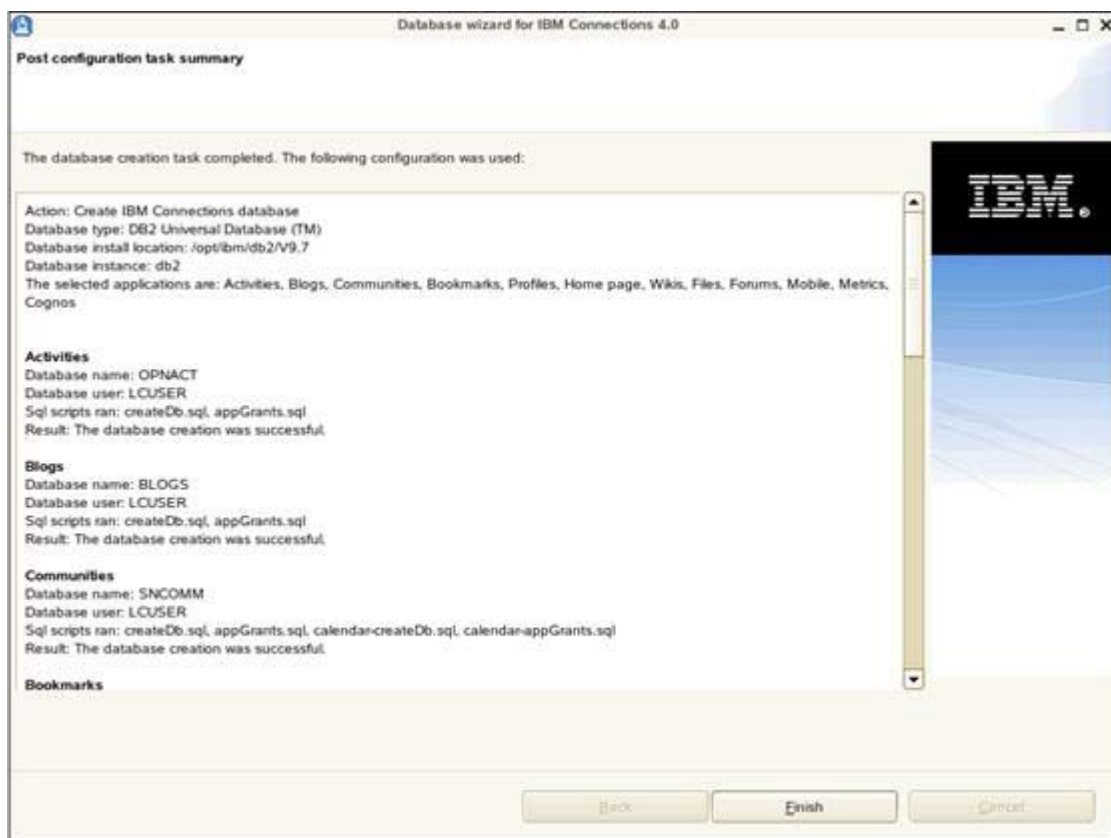 Database wizard for IBM Connections 4.0
Post configuration task summary
The database creation task completed. The following configuration was used:
Action: Create IBM Connections database
Database type: DB2 Universal Database (TM)
Database install location: /opt/ibm/db2/V9.7
Database instance: db2
The selected applications are: Activities, Blogs, Communities, Bookmarks, Profiles, Home page, Wikis, Files, Forums, Mobile, Metrics,
Cognos
Activities
Database name: OPNACT
Database user: LCUSER
Sql scripts ran: createDb.sql, appGrants.sql
Result: The database creation was successful.
Blogs
Database name: BLOGS
Database user: LCUSER
Sql scripts ran: createDb.sql, appGrants.sql
Result: The database creation was successful.
Communities
Database name: SNCOMM
Database user: LCUSER
Sql scripts ran: createDb.sql, appGrants.sql, calendar-createDb.sql, calendar-appGrants.sql
Result: The database creation was successful.
Bookmarks
IBM®
Back
Finish
Cancel